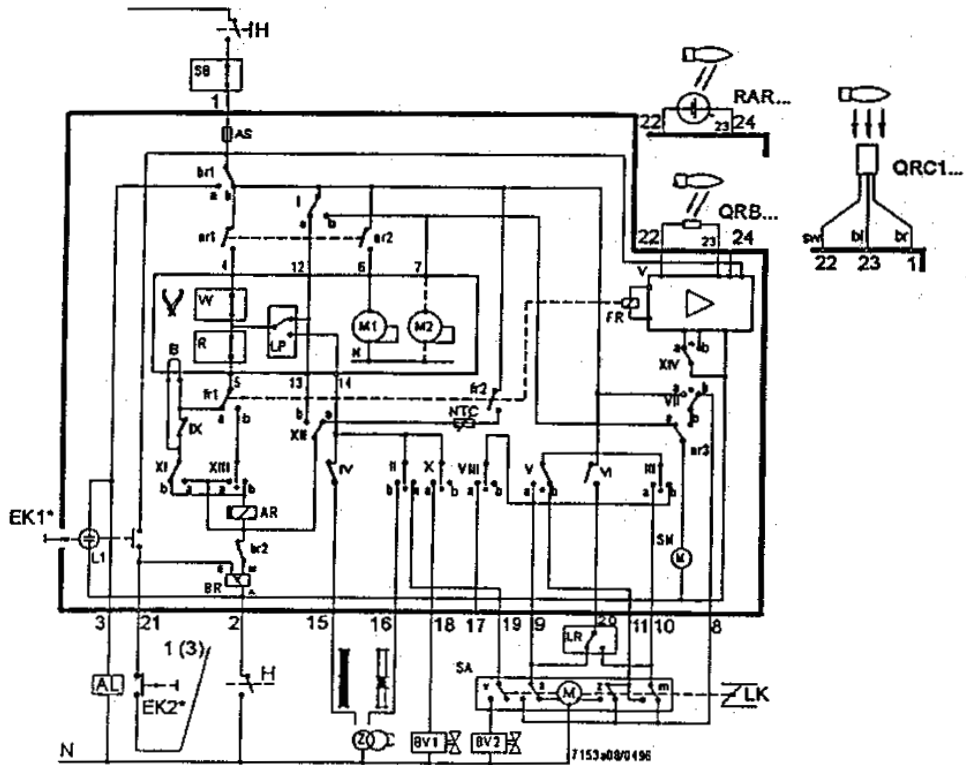 H
SB
1
AS
br1
a b
I
a b
ar1
ar2
4 12 6 7
W
R
LP
M1
M2
N
B
5 13 14
fr1
a b
IX
XI
b a
XIII
a b
b a
XII
NTC
fr2
IV
II
b a
X
a b
VIII
a b
V
a b
VI
III
a b
AR
br2
BR
EK1*
L1
RAR...
22 23 24
QRB...
22 23 24
QRC1...
sw bl br
22 23 1
V
FR
a b
XIV
VII
a b
ar3
SM
M
3 21 2 15 16 18 17 19 9 20 11 10 8
1 (3)
AL
EK2*
H
LR
SA
v
M
z
m
LK
Z
BV1
BV2
N
7153a08/0496